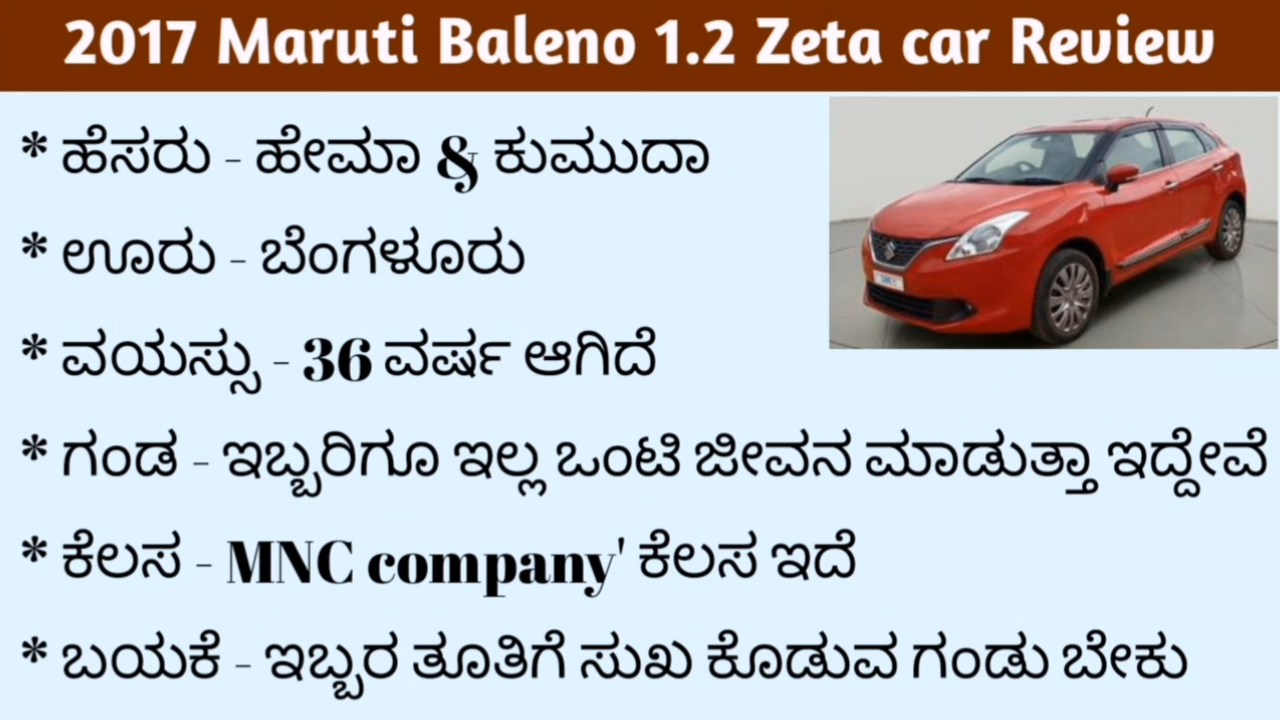 2017 Maruti Baleno 1.2 Zeta car Review
* ಹೆಸರು - ಹೇಮಾ & ಕುಮುದಾ
* ಊರು - ಬೆಂಗಳೂರು
* ವಯಸ್ಸು - 36 ವರ್ಷ ಆಗಿದೆ
* ಗಂಡ - ಇಬ್ಬರಿಗೂ ಇಲ್ಲ ಒಂಟಿ ಜೀವನ ಮಾಡುತ್ತಾ ಇದ್ದೇವೆ
* ಕೆಲಸ - MNC company' ಕೆಲಸ ಇದೆ
* ಬಯಕೆ - ಇಬ್ಬರ ತೂತಿಗೆ ಸುಖ ಕೊಡುವ ಗಂಡು ಬೇಕು